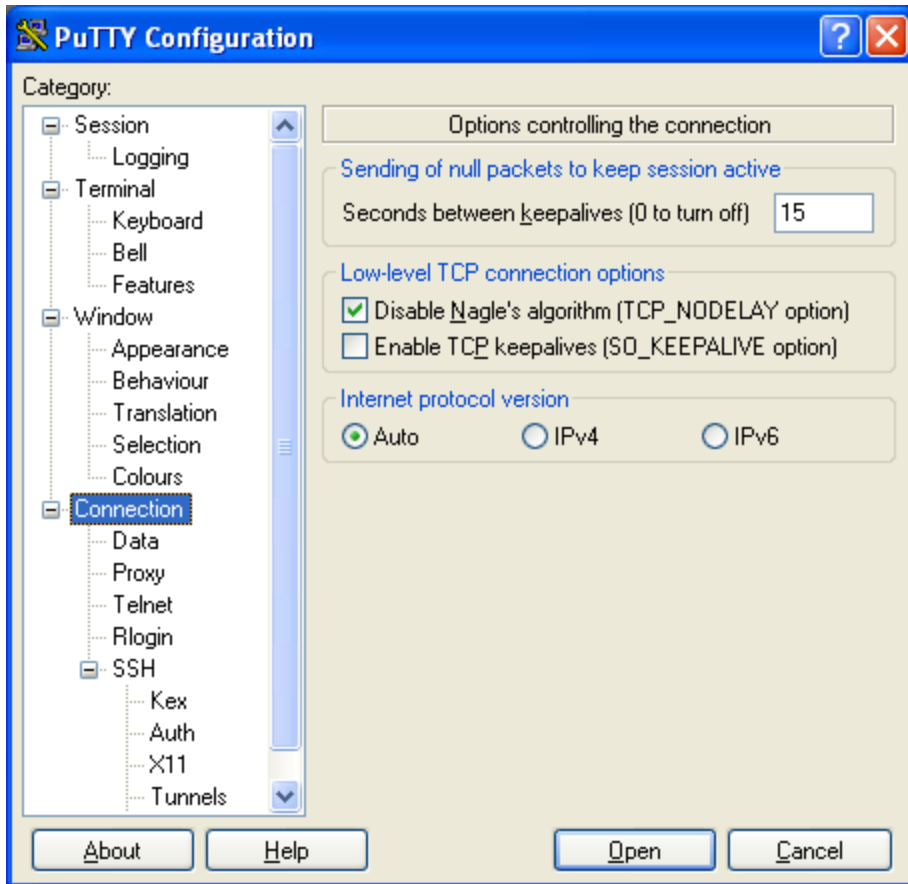 PuTTY Configuration
Category:
Session
Logging
Terminal
Keyboard
Bell
Features
Window
Appearance
Behaviour
Translation
Selection
Colours
Connection
Data
Proxy
Telnet
Rlogin
SSH
Kex
Auth
X11
Tunnels
Options controlling the connection
Sending of null packets to keep session active
Seconds between keepalives (0 to turn off) 15
Low-level TCP connection options
Disable Nagle's algorithm (TCP_NODELAY option)
Enable TCP keepalives (SO_KEEPALIVE option)
Internet protocol version
Auto IPv4 IPv6
About Help Open Cancel